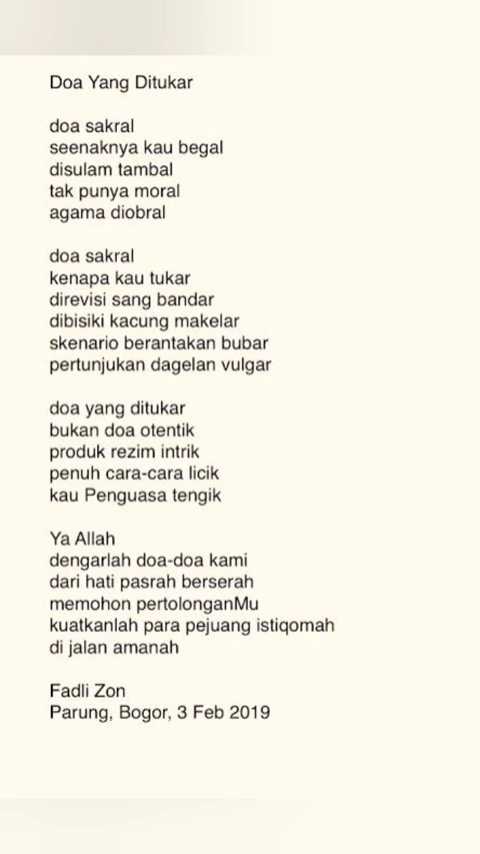 Doa Yang Ditukar
doa sakral
seenaknya kau begal
disulam tambal
tak punya moral
agama diobral
doa sakral
kenapa kau tukar
direvisi sang bandar
dibisiki kacung makelar
skenario berantakan bubar
pertunjukan dagelan vulgar
doa yang ditukar
bukan doa otentik
produk rezim intrik
penuh cara-cara licik
kau Penguasa tengik
Ya Allah
dengarlah doa-doa kami
dari hati pasrah berserah
memohon pertolonganMu
kuatkanlah para pejuang istiqomah
di jalan amanah
Fadli Zon
Parung, Bogor, 3 Feb 2019